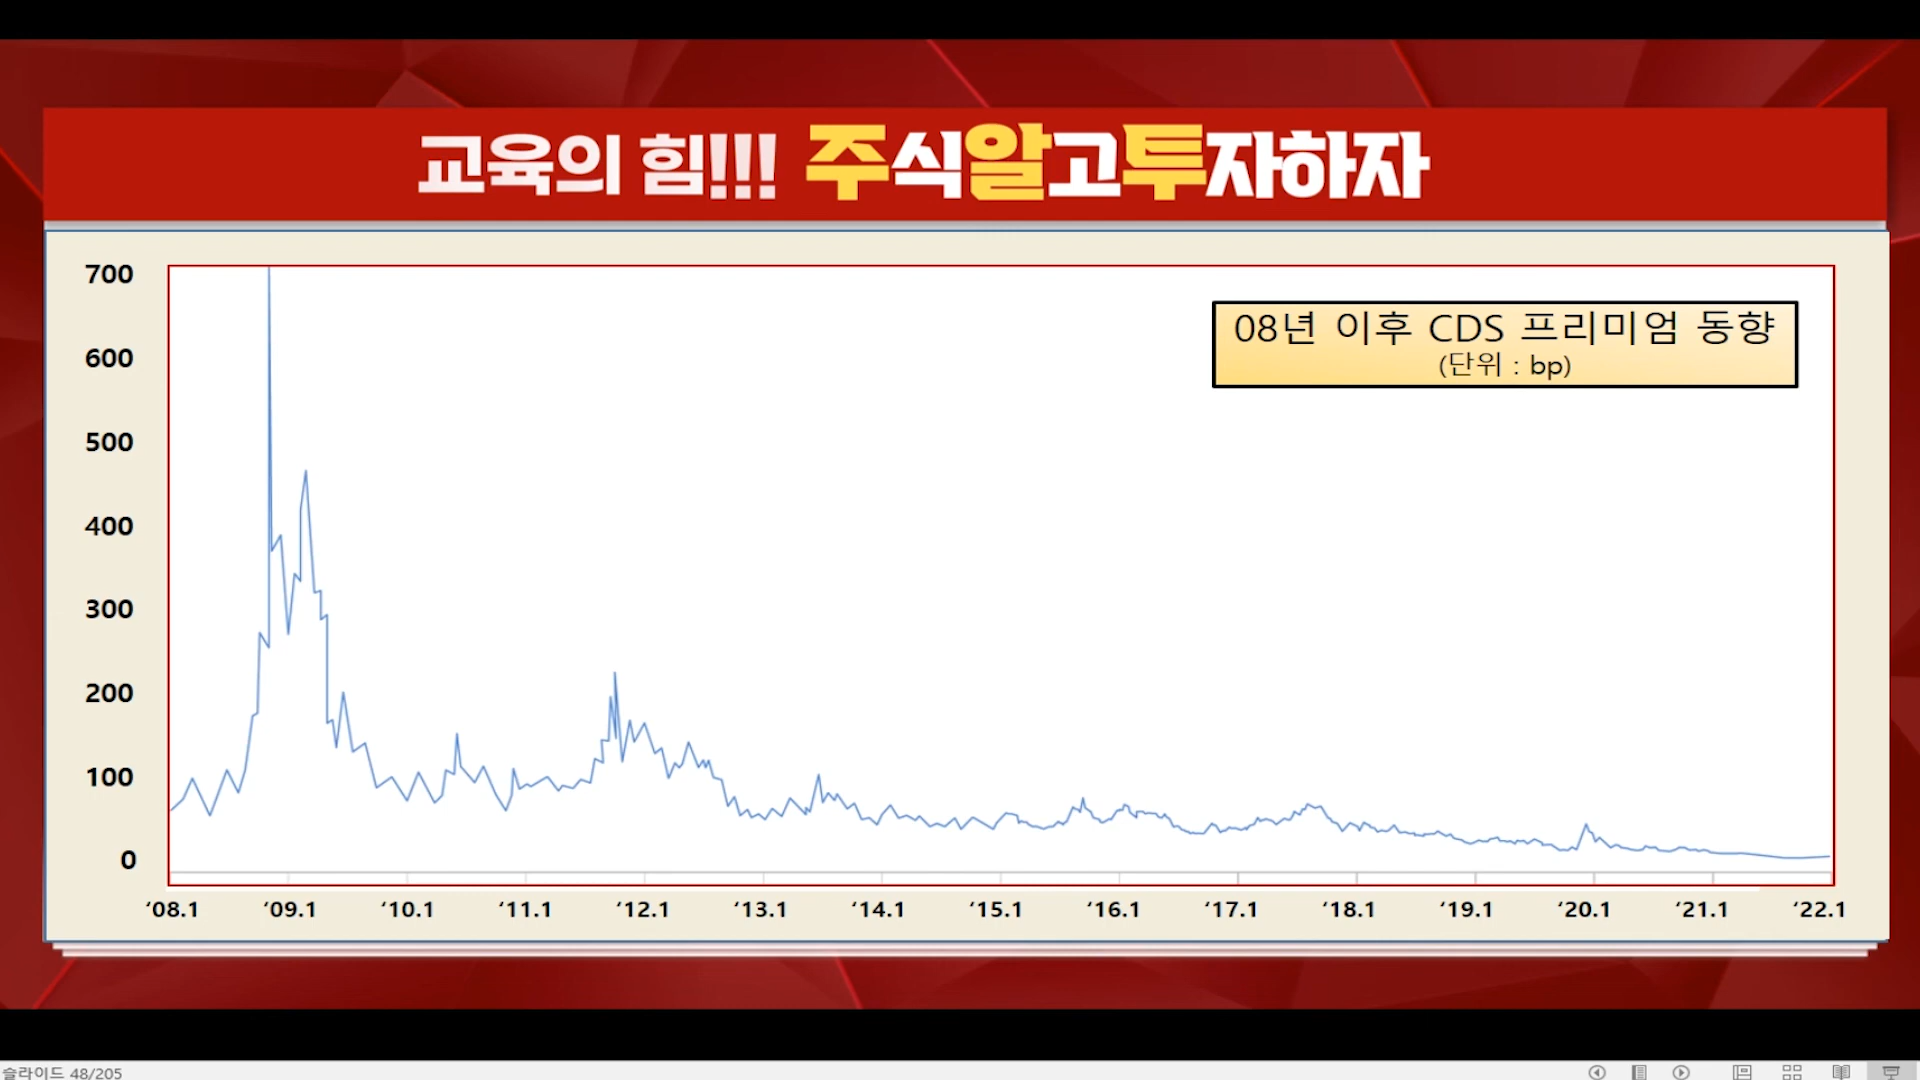 교육의 힘!!! 주식알고투자하자
08년 이후 CDS 프리미엄 동향
(단위 : bp)
700
600
500
400
300
200
100
0
‘08.1 ‘09.1 ‘10.1 ‘11.1 ‘12.1 ‘13.1 ‘14.1 ‘15.1 ‘16.1 ‘17.1 ‘18.1 ‘19.1 ‘20.1 ‘21.1 ‘22.1
슬라이드 48/205